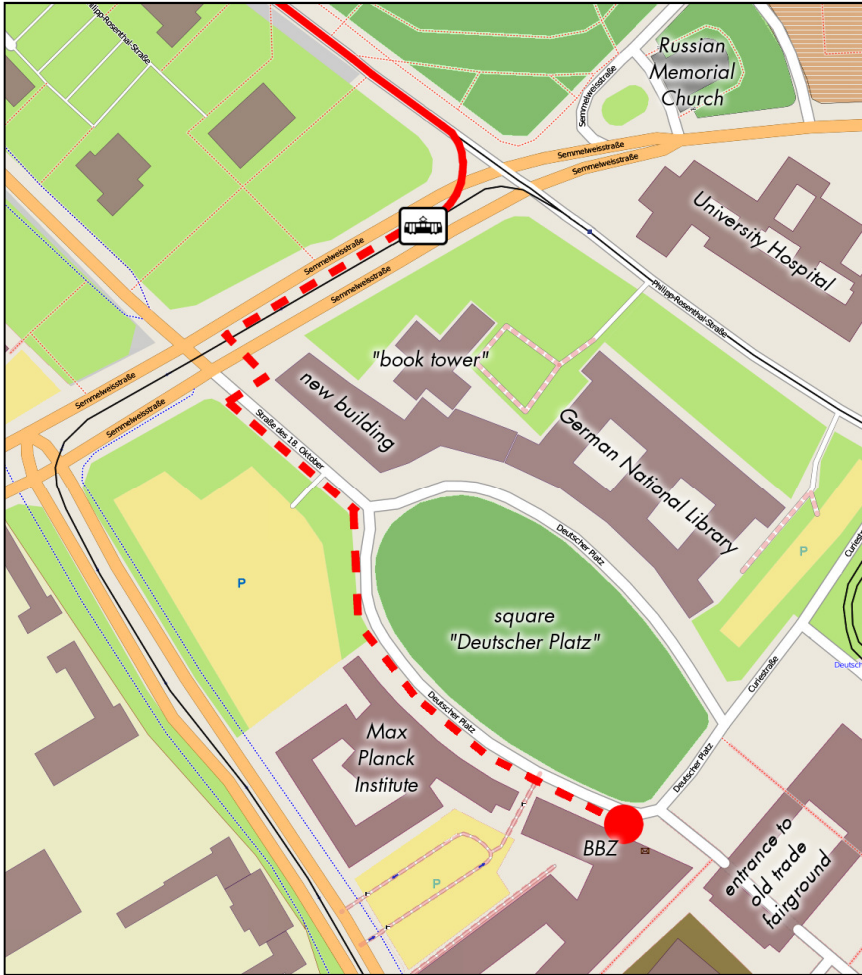 Philipp-Rosenthal-Straße
Russian
Memorial
Church
Semmelweisstraße
Semmelweisstraße
Semmelweisstraße
University Hospital
Semmelweisstraße
Semmelweisstraße
Philipp-Rosenthal-Straße
"book tower"
new building
Semmelweisstraße
Semmelweisstraße
Straße des 18. Oktober
German National Library
Deutscher Platz
P
P
Curiestraße
square
"Deutscher Platz"
Curiestraße
Deutsch
Deutscher Platz
Max
Planck
Institute
Deutscher Platz
BBZ
P
entrance to
old trade
fairground